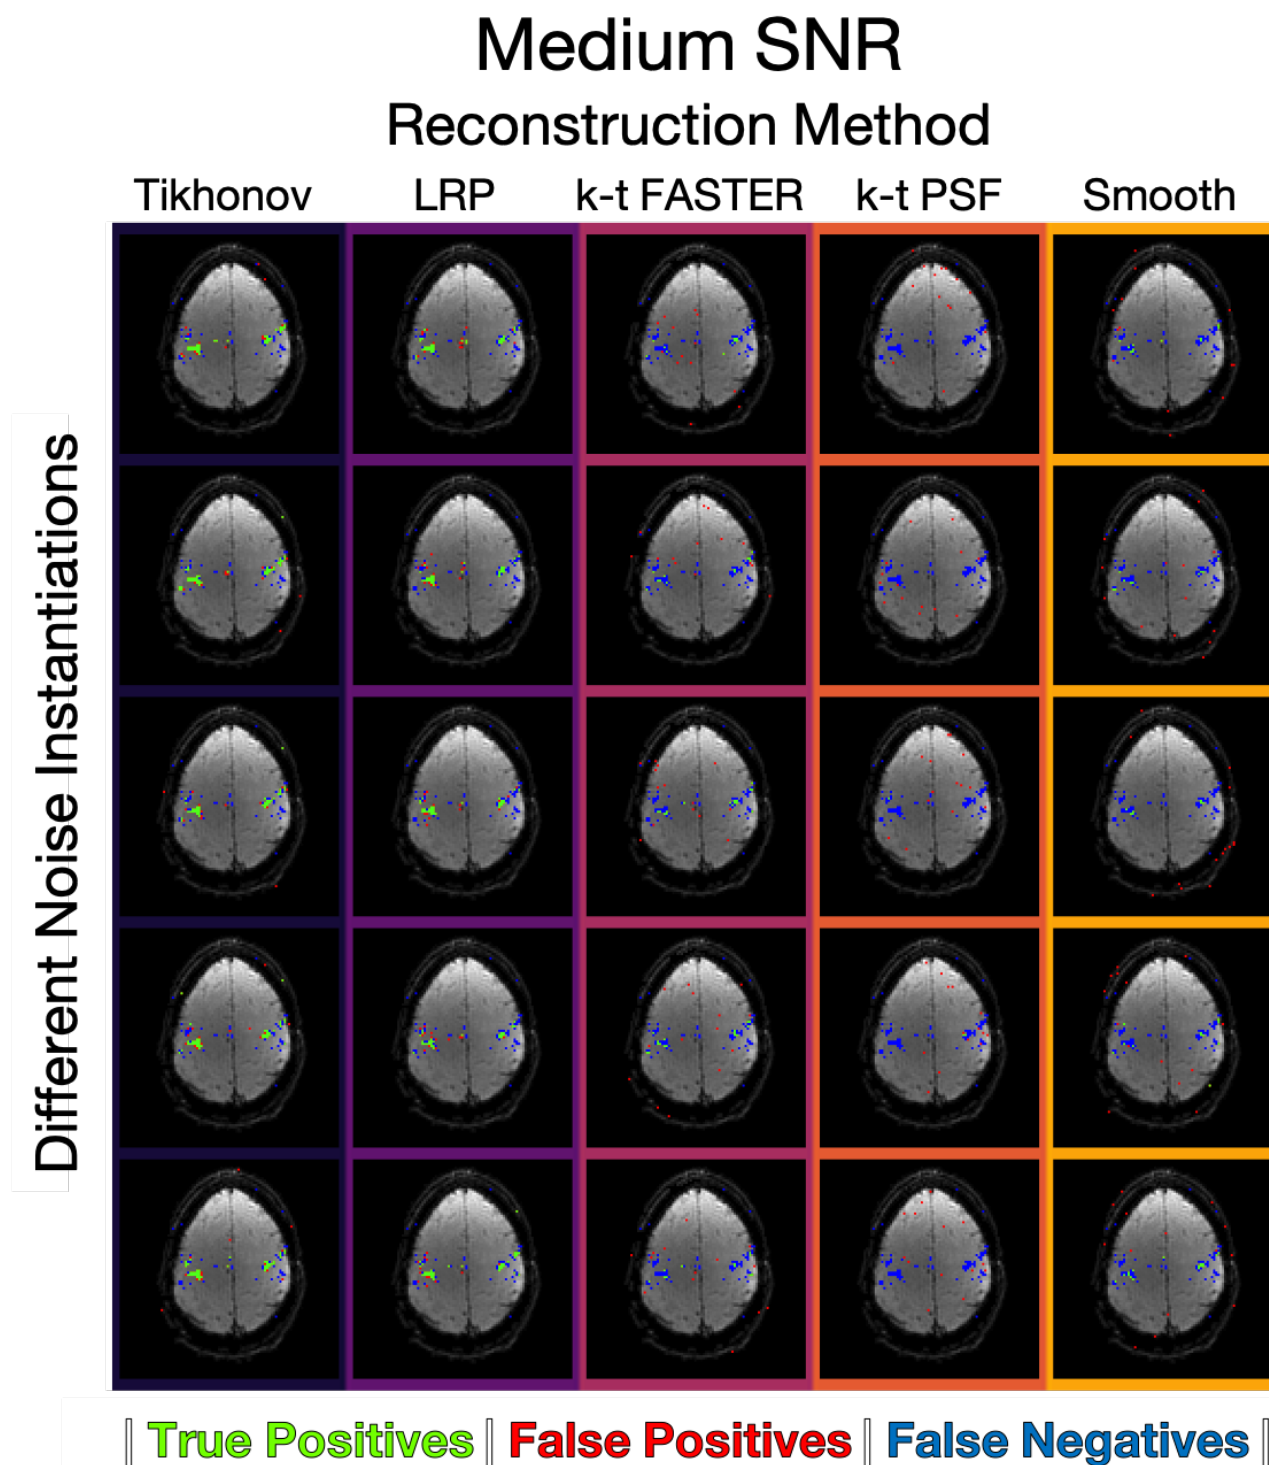 Medium SNR
Reconstruction Method
Tikhonov LRP k-t FASTER k-t PSF Smooth
Different Noise Instantiations
True Positives False Positives False Negatives